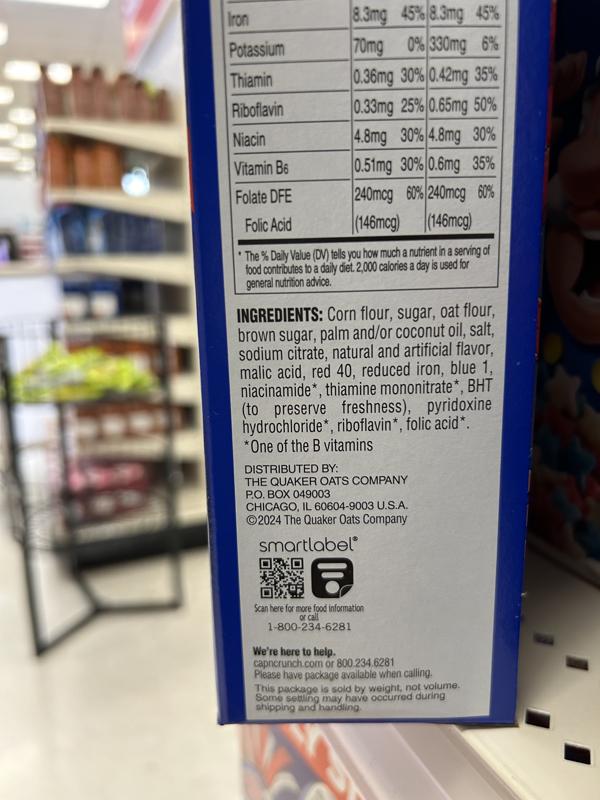 Iron 8.3mg 45% 8.3mg 45%
Potassium 70mg 0% 330mg 6%
Thiamin 0.36mg 30% 0.42mg 35%
Riboflavin 0.33mg 25% 0.65mg 50%
Niacin 4.8mg 30% 4.8mg 30%
Vitamin B6 0.51mg 30% 0.6mg 35%
Folate DFE 240mcg 60% 240mcg 60%
Folic Acid (146mcg) (146mcg)
* The % Daily Value (DV) tells you how much a nutrient in a serving of
food contributes to a daily diet. 2,000 calories a day is used for
general nutrition advice.
INGREDIENTS: Corn flour, sugar, oat flour,
brown sugar, palm and/or coconut oil, salt,
sodium citrate, natural and artificial flavor,
malic acid, red 40, reduced iron, blue 1,
niacinamide*, thiamine mononitrate*, BHT
(to preserve freshness), pyridoxine
hydrochloride*, riboflavin*, folic acid*.
*One of the B vitamins
DISTRIBUTED BY:
THE QUAKER OATS COMPANY
P.O. BOX 049003
CHICAGO, IL 60604-9003 U.S.A.
©2024 The Quaker Oats Company
smartlabel®
Scan here for more food information
or call
1-800-234-6281
We're here to help.
capncrunch.com or 800.234.6281
Please have package available when calling.
This package is sold by weight, not volume.
Some settling may have occurred during
shipping and handling.